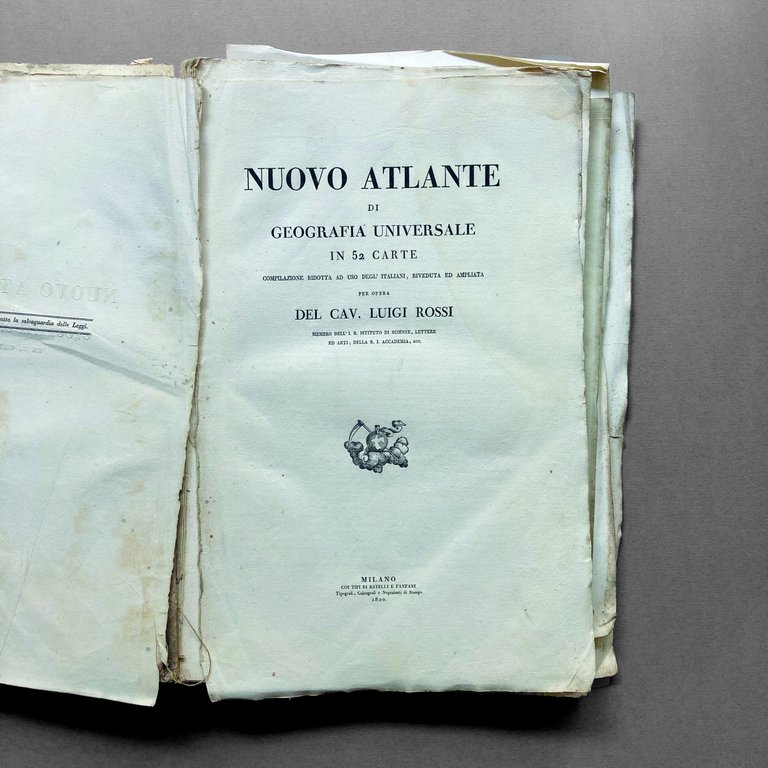 sotto la salvaguardia delle Leggi.
NUOVO ATLANTE
DI
GEOGRAFIA UNIVERSALE
IN 52 CARTE
COMPILAZIONE RIDOTTA AD USO DEGL' ITALIANI, RIVEDUTA ED AMPLIATA
PER OPERA
DEL CAV. LUIGI ROSSI
MEMBRO DELL' I. R. ISTITUTO DI SCIENZE, LETTERE
ED ARTI, DELLA R. I. ACCADEMIA, ecc.
MILANO
COI TIPI DI BATELLI E FANFANI
Tipografi, Calcografi e Negozianti di Stampe
1820.